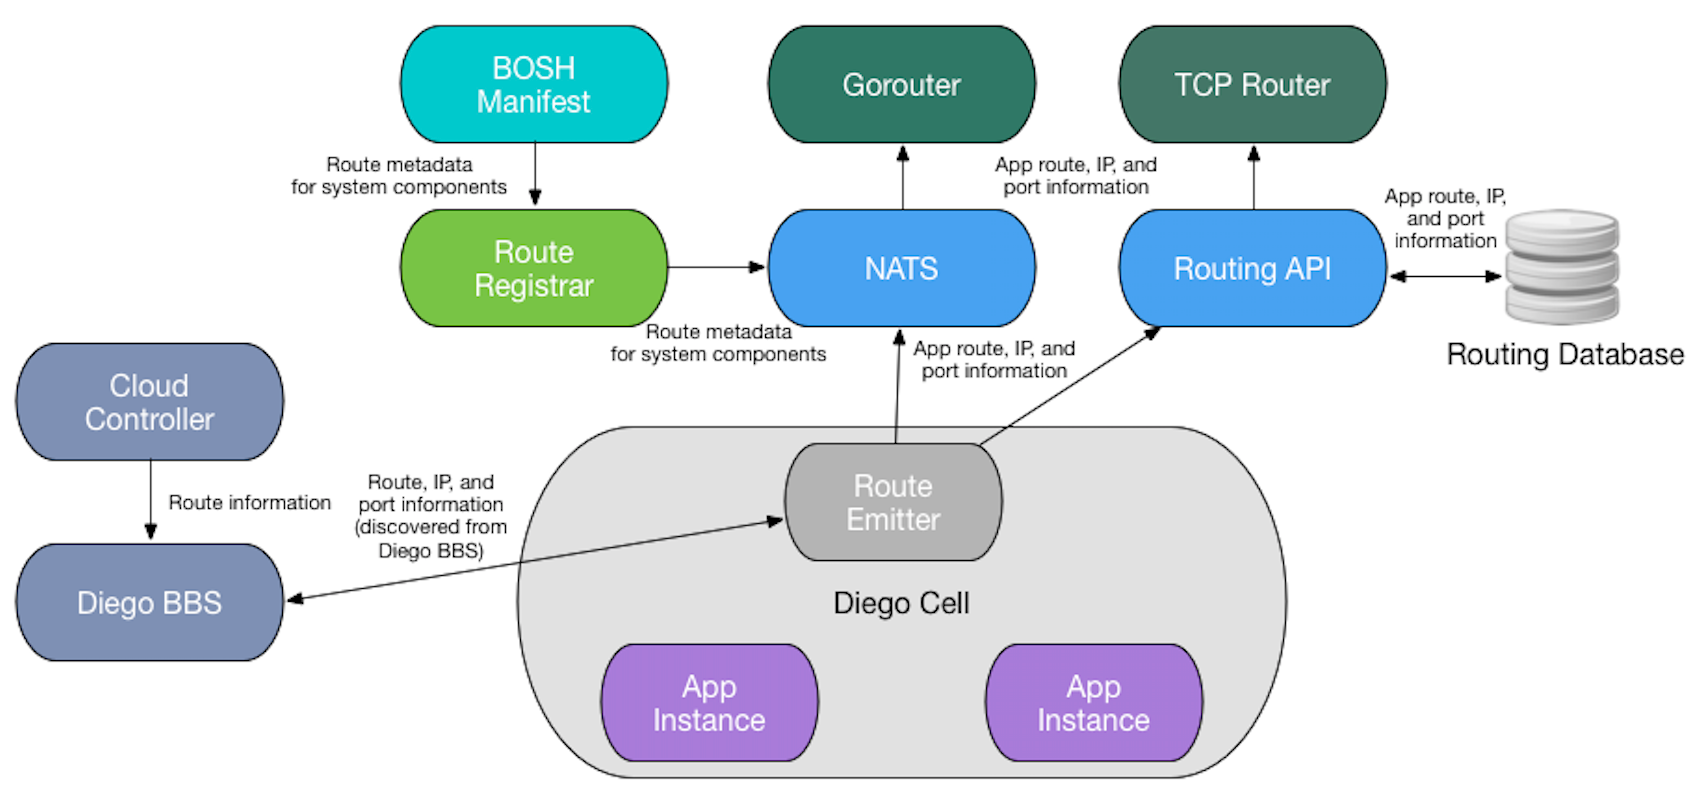 BOSH
Manifest
Gorouter
TCP Router
Route metadata
for system components
App route, IP, and
port information
App route, IP,
and port
information
Route
Registrar
NATS
Routing API
Route metadata
for system components
App route, IP, and
port information
Routing Database
Cloud
Controller
Route information
Route, IP, and
port information
(discovered from
Diego BBS)
Route
Emitter
Diego BBS
Diego Cell
App
Instance
App
Instance